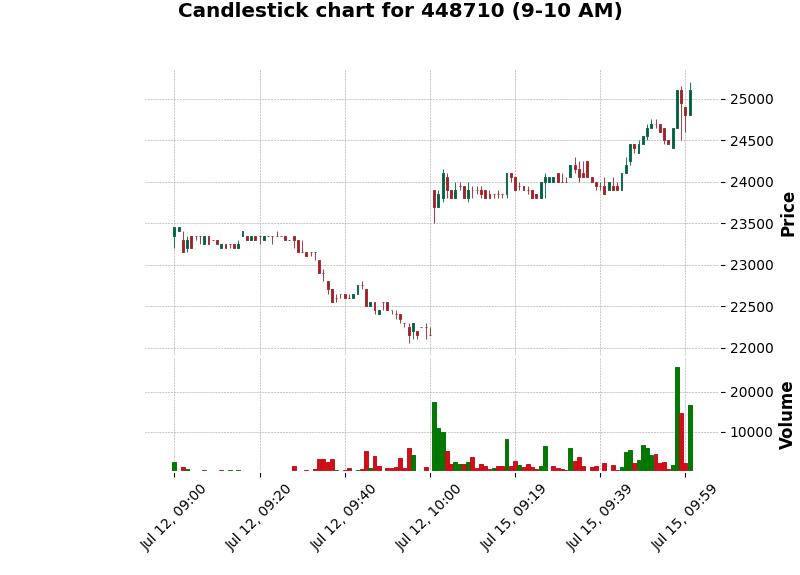 Candlestick chart for 448710 (9-10 AM)
25000
24500
24000
23500
23000
22500
22000
Price
20000
10000
Volume
Jul 12, 09:00
Jul 12, 09:20
Jul 12, 09:40
Jul 12, 10:00
Jul 15, 09:19
Jul 15, 09:39
Jul 15, 09:59